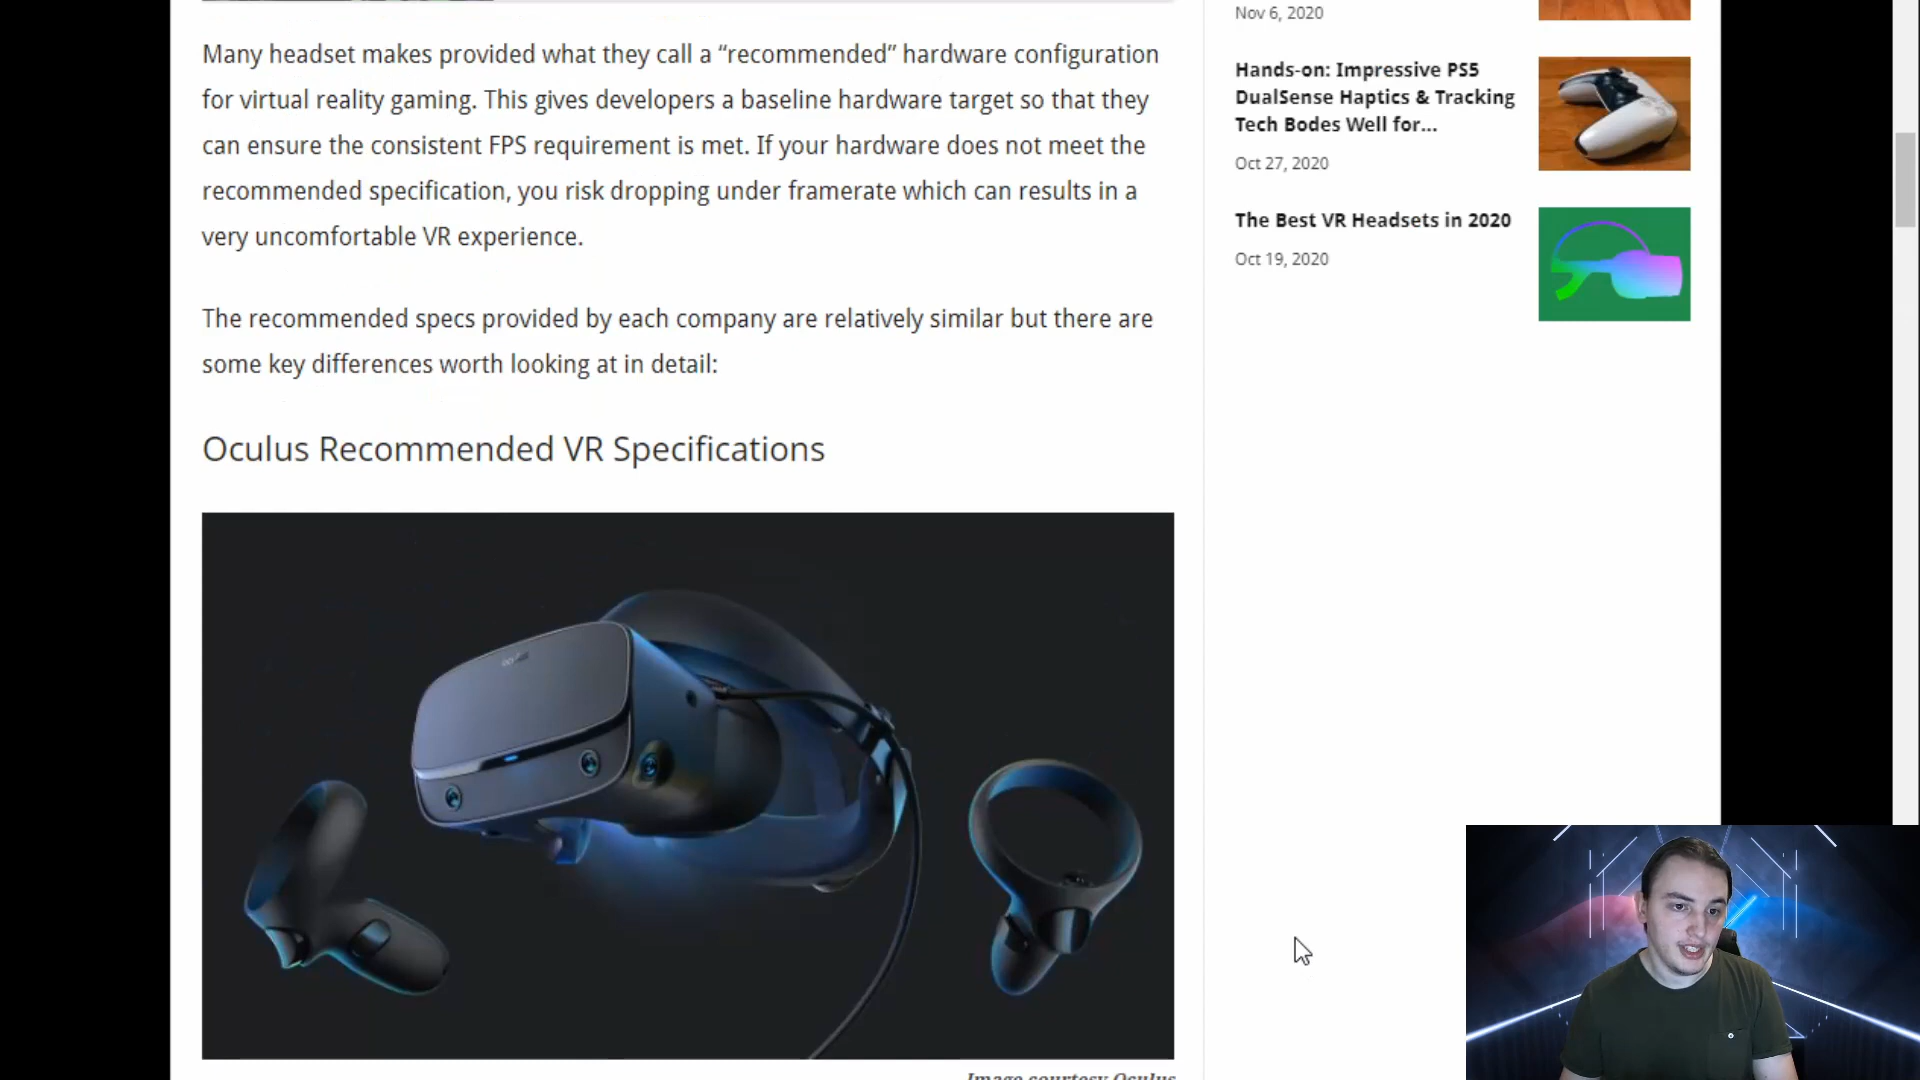 Many headset makes provided what they call a “recommended” hardware configuration
for virtual reality gaming. This gives developers a baseline hardware target so that they
can ensure the consistent FPS requirement is met. If your hardware does not meet the
recommended specification, you risk dropping under framerate which can results in a
very uncomfortable VR experience.
The recommended specs provided by each company are relatively similar but there are
some key differences worth looking at in detail:
Oculus Recommended VR Specifications
Image courtesy Oculus
Nov 6, 2020
Hands-on: Impressive PS5
DualSense Haptics & Tracking
Tech Bodes Well for...
Oct 27, 2020
The Best VR Headsets in 2020
Oct 19, 2020